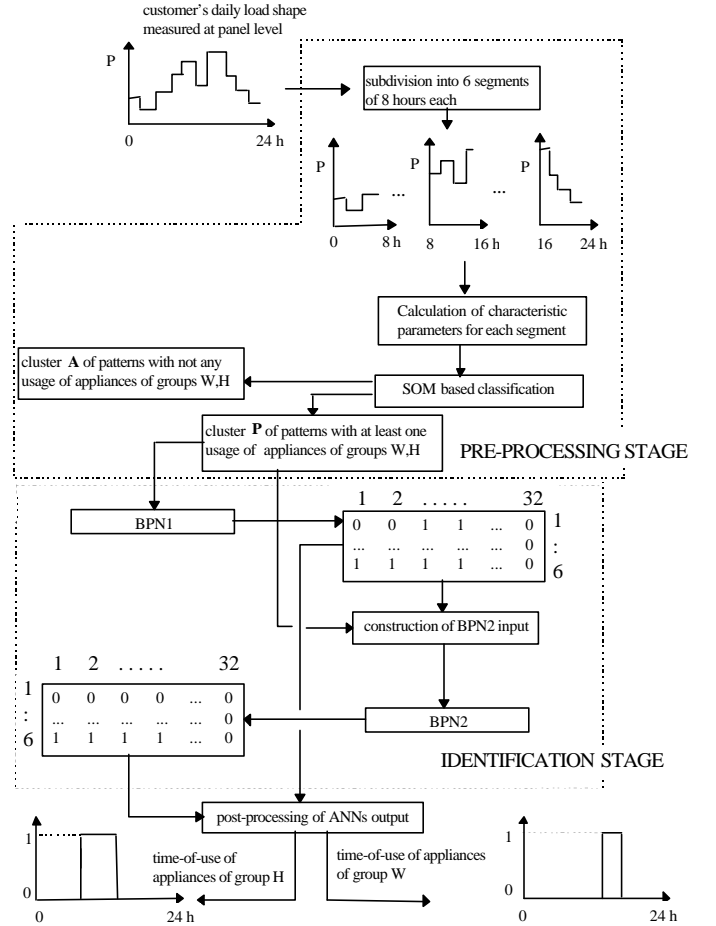 customer's daily load shape
measured at panel level
P
0
24 h
subdivision into 6 segments
of 8 hours each
P
0
8 h
...
P
8
16 h
...
P
16
24 h
Calculation of characteristic
parameters for each segment
SOM based classification
cluster A of patterns with not any
usage of appliances of groups W,H
cluster P of patterns with at least one
usage of appliances of groups W,H
PRE-PROCESSING STAGE
BPN1
1 2 . . . . . 32
0 0 1 1 ... 0
... ... ... ... ... 0
1 1 1 1 ... 0
1
:
6
construction of BPN2 input
BPN2
1 2 . . . . . 32
1
:
6
0 0 0 0 ... 0
... ... ... ... ... 0
1 1 1 1 ... 0
IDENTIFICATION STAGE
post-processing of ANNs output
1
0
0
24 h
time-of-use of
appliances of group H
time-of-use of appliances
of group W
1
0
0
24 h